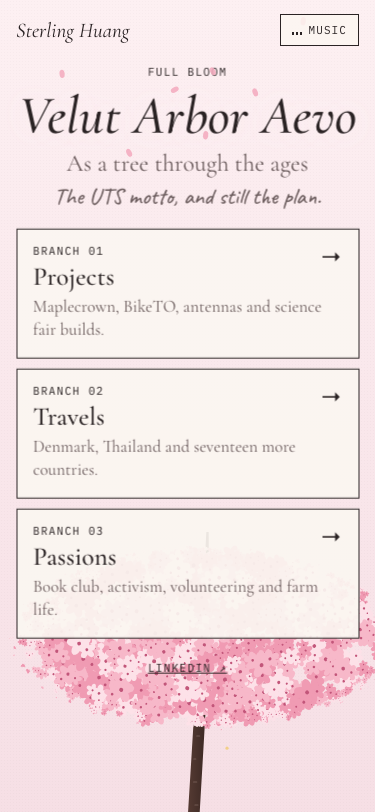 Sterling Huang
MUSIC
FULL BLOOM
Velut Arbor Aevo
As a tree through the ages
The UTS motto, and still the plan.
BRANCH 01
→
Projects
Maplecrown, BikeTO, antennas and science
fair builds.
BRANCH 02
→
Travels
Denmark, Thailand and seventeen more
countries.
BRANCH 03
→
Passions
Book club, activism, volunteering and farm
life.
LINKEDIN ↗